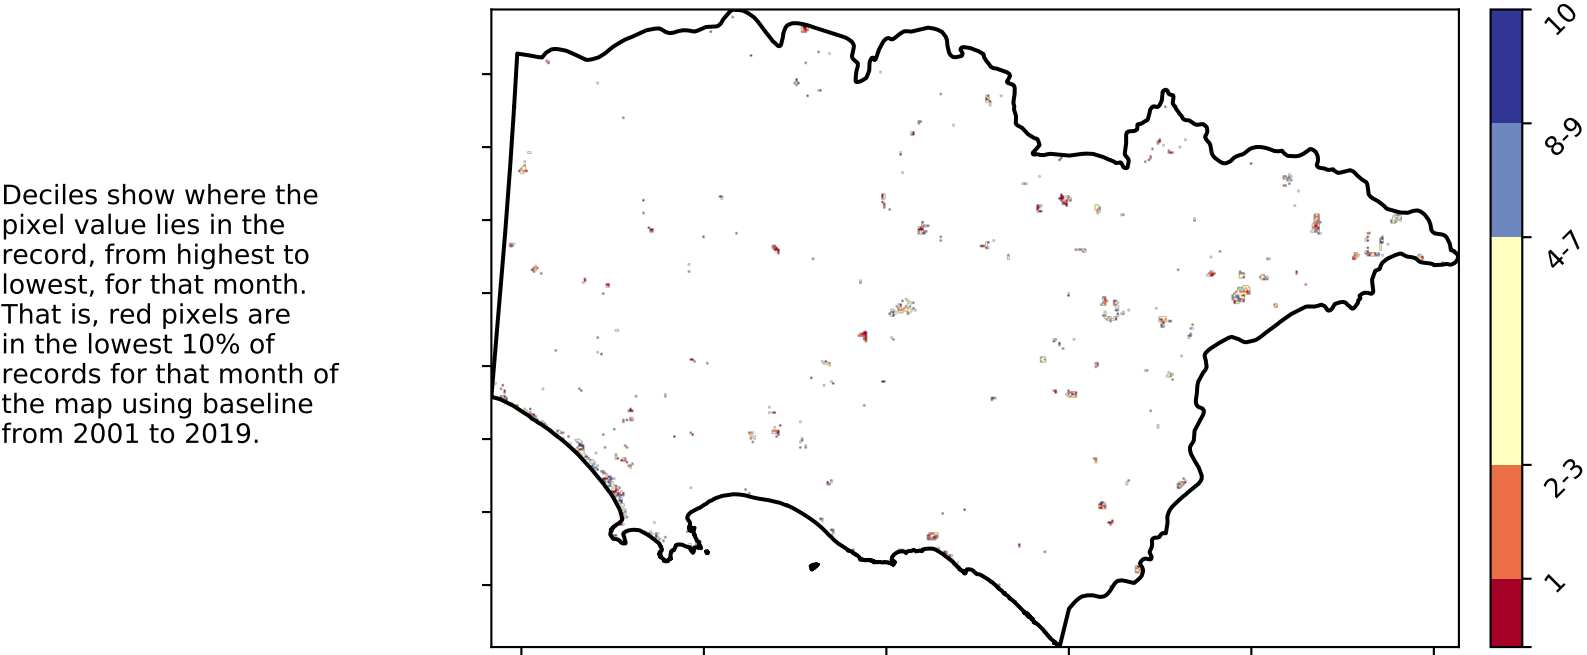 Deciles show where the
pixel value lies in the
record, from highest to
lowest, for that month.
That is, red pixels are
in the lowest 10% of
records for that month of
the map using baseline
from 2001 to 2019.
10
8-9
4-7
2-3
1